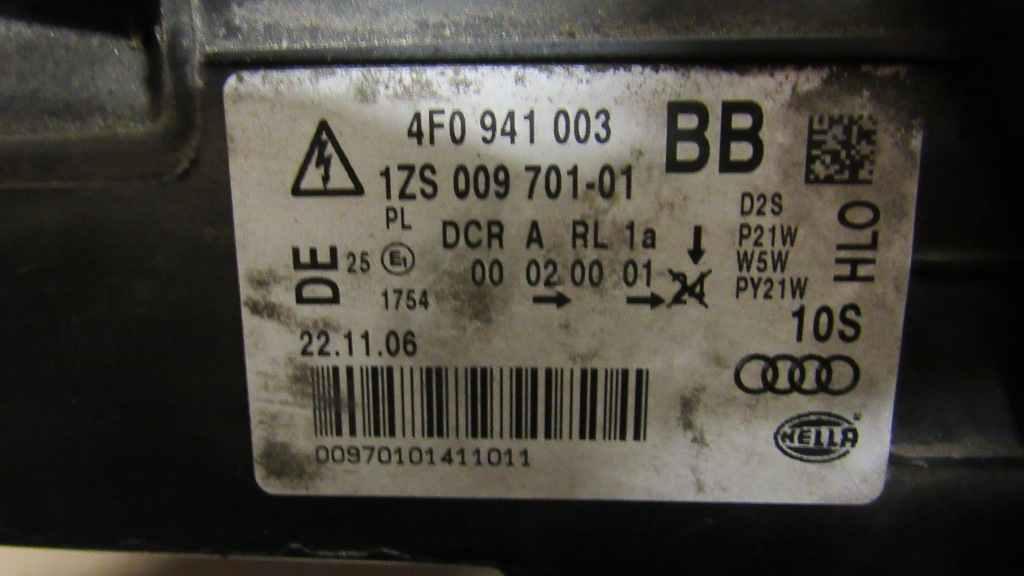 4F0 941 003 BB
1ZS 009 701-01
PL DCR A RL 1a
DE 25 E1 00 02 00 01 24
1754
D2S
P21W
W5W
PY21W
HLO
10S
22.11.06
00970101411011
HELLA